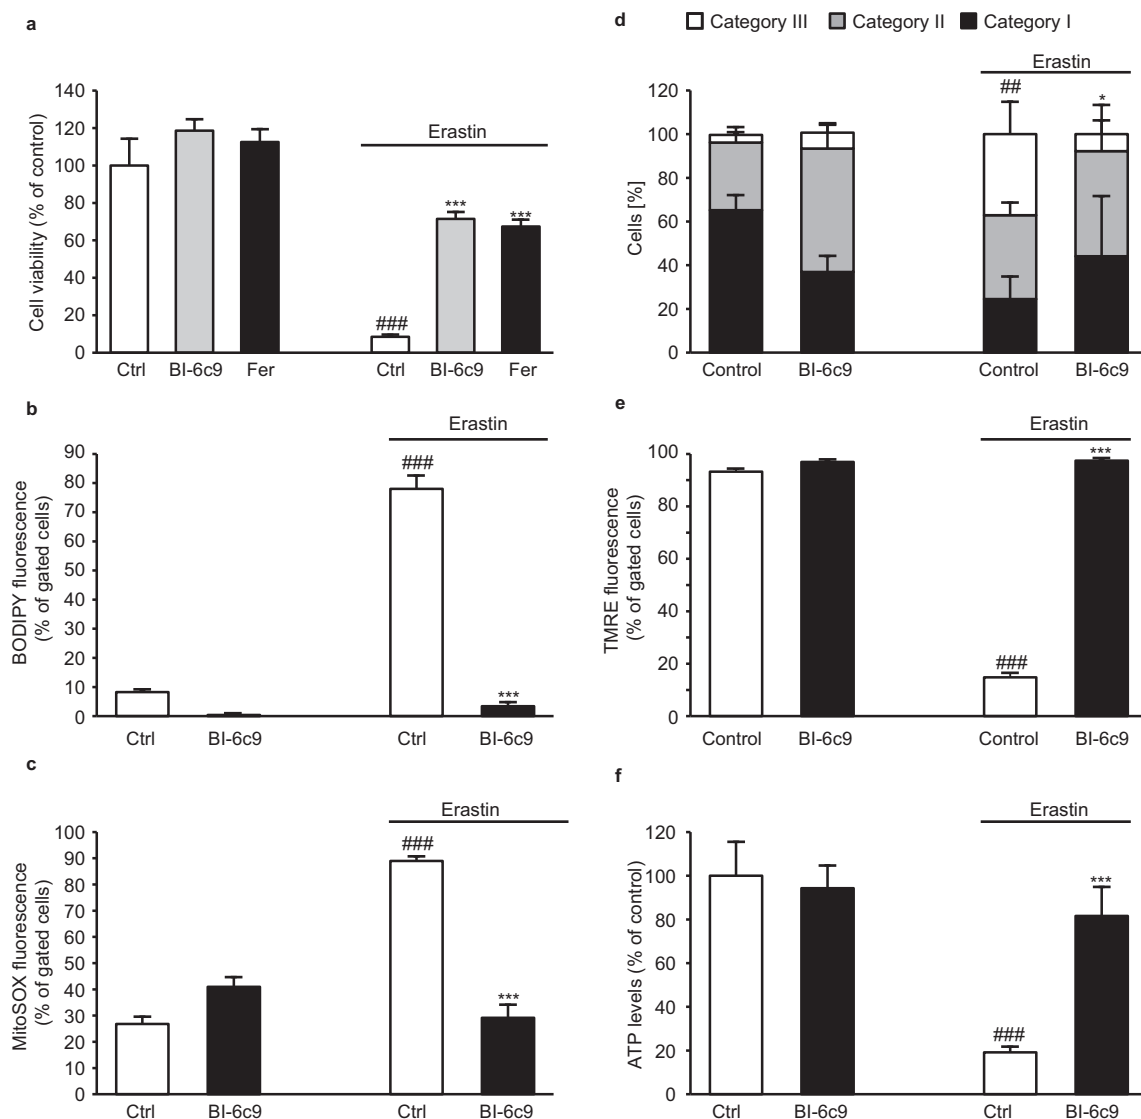 a
Cell viability (% of control)
140
120
100
80
60
40
20
0
Erastin
###
***
***
Ctrl
BI-6c9
Fer
Ctrl
BI-6c9
Fer
b
BODIPY fluorescence
(% of gated cells)
90
80
70
60
50
40
30
20
10
0
Erastin
###
***
Ctrl
BI-6c9
Ctrl
BI-6c9
c
MitoSOX fluorescence
(% of gated cells)
100
90
80
70
60
50
40
30
20
10
0
Erastin
###
***
Ctrl
BI-6c9
Ctrl
BI-6c9
d
Category III
Category II
Category I
Cells [%]
120
100
80
60
40
20
0
Erastin
##
*
Control
BI-6c9
Control
BI-6c9
e
TMRE fluorescence
(% of gated cells)
100
80
60
40
20
0
Erastin
###
***
Control
BI-6c9
Control
BI-6c9
f
ATP levels (% of control)
120
100
80
60
40
20
0
Erastin
###
***
Ctrl
BI-6c9
Ctrl
BI-6c9